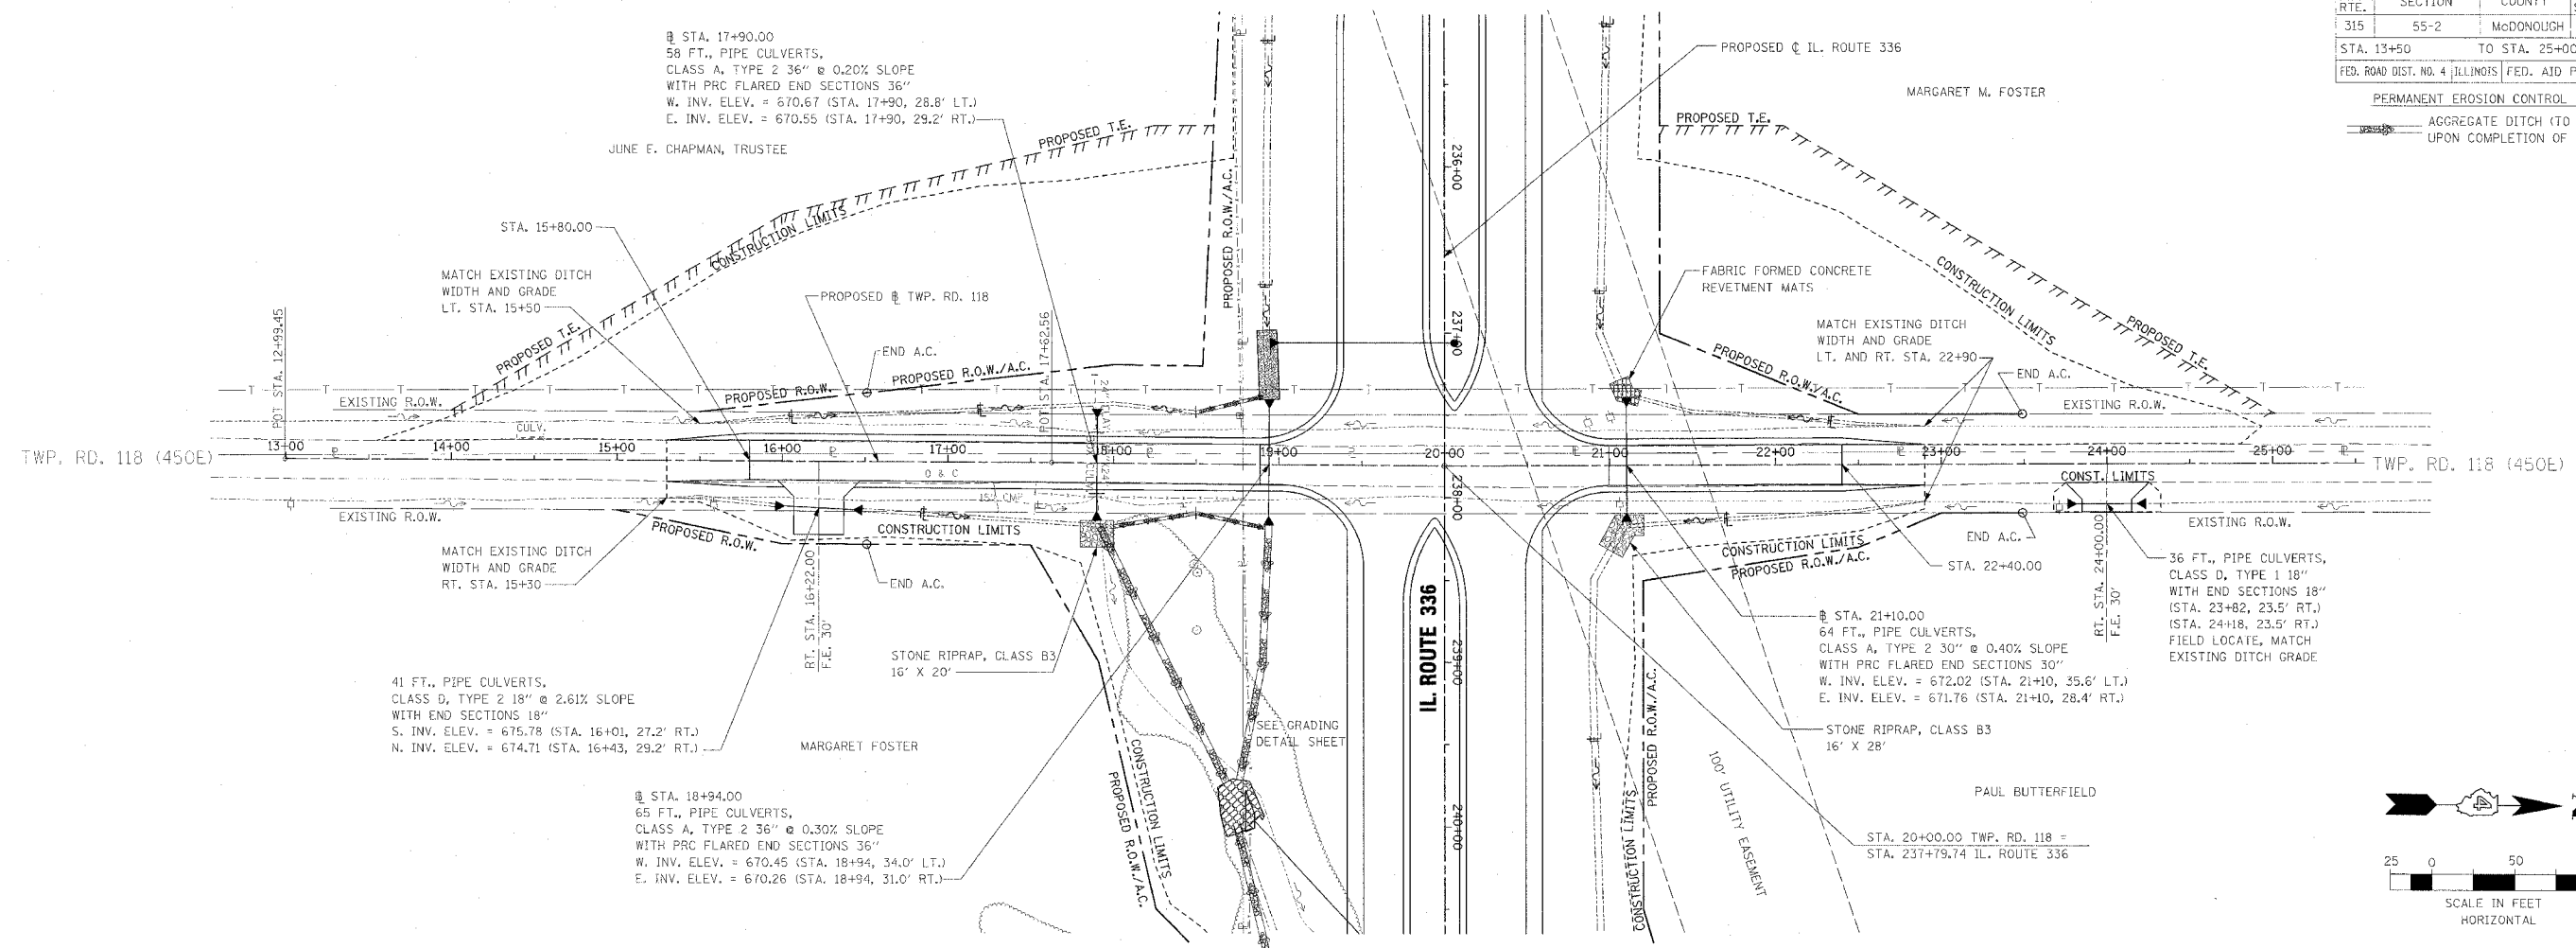 RTE.
SECTION
COUNTY
315
55-2
McDONOUGH
STA. 13+50
TO STA. 25+00
FED. ROAD DIST. NO. 4
ILLINOIS
FED. AID
PERMANENT EROSION CONTROL
AGGREGATE DITCH (TO
UPON COMPLETION OF
℄ STA. 17+90.00
58 FT., PIPE CULVERTS,
CLASS A, TYPE 2 36" @ 0.20% SLOPE
WITH PRC FLARED END SECTIONS 36"
W. INV. ELEV. = 670.67 (STA. 17+90, 28.8' LT.)
E. INV. ELEV. = 670.55 (STA. 17+90, 29.2' RT.)
JUNE E. CHAPMAN, TRUSTEE
PROPOSED T.E.
CONSTRUCTION LIMITS
PROPOSED T.E.
PROPOSED R.O.W./A.C.
PROPOSED ℄ IL. ROUTE 336
MARGARET M. FOSTER
PROPOSED T.E.
CONSTRUCTION LIMITS
PROPOSED T.E.
236+00
STA. 15+80.00
MATCH EXISTING DITCH
WIDTH AND GRADE
LT. STA. 15+50
PROPOSED ℄ TWP. RD. 118
POT STA. 12+99.45
POT STA. 17+62.56
END A.C.
PROPOSED R.O.W.
PROPOSED R.O.W./A.C.
237+00
FABRIC FORMED CONCRETE
REVETMENT MATS
MATCH EXISTING DITCH
WIDTH AND GRADE
LT. AND RT. STA. 22+90
PROPOSED R.O.W./A.C.
END A.C.
EXISTING R.O.W.
EXISTING R.O.W.
CULV.
TWP. RD. 118 (450E)
13+00
14+00
15+00
16+00
17+00
18+00
19+00
20+00
21+00
22+00
23+00
24+00
25+00
TWP. RD. 118 (450E)
O & C
15" CMP
238+00
CONST. LIMITS
EXISTING R.O.W.
EXISTING R.O.W.
PROPOSED R.O.W.
CONSTRUCTION LIMITS
CONSTRUCTION LIMITS
PROPOSED R.O.W./A.C.
END A.C.
END A.C.
MATCH EXISTING DITCH
WIDTH AND GRADE
RT. STA. 15+30
RT. STA. 16+22.00
F.E. 30'
STONE RIPRAP, CLASS B3
16' X 20'
STA. 22+40.00
RT. STA. 24+00.00
F.E. 30'
36 FT., PIPE CULVERTS,
CLASS D, TYPE 1 18"
WITH END SECTIONS 18"
(STA. 23+82, 23.5' RT.)
(STA. 24+18, 23.5' RT.)
FIELD LOCATE, MATCH
EXISTING DITCH GRADE
IL. ROUTE 336
239+00
℄ STA. 21+10.00
64 FT., PIPE CULVERTS,
CLASS A, TYPE 2 30" @ 0.40% SLOPE
WITH PRC FLARED END SECTIONS 30"
W. INV. ELEV. = 672.02 (STA. 21+10, 35.6' LT.)
E. INV. ELEV. = 671.76 (STA. 21+10, 28.4' RT.)
41 FT., PIPE CULVERTS,
CLASS D, TYPE 2 18" @ 2.61% SLOPE
WITH END SECTIONS 18"
S. INV. ELEV. = 675.78 (STA. 16+01, 27.2' RT.)
N. INV. ELEV. = 674.71 (STA. 16+43, 29.2' RT.)
MARGARET FOSTER
SEE GRADING
DETAIL SHEET
STONE RIPRAP, CLASS B3
16' X 28'
CONSTRUCTION LIMITS
PROPOSED R.O.W./A.C.
CONSTRUCTION LIMITS
PROPOSED R.O.W./A.C.
100' UTILITY EASEMENT
PAUL BUTTERFIELD
℄ STA. 18+94.00
65 FT., PIPE CULVERTS,
CLASS A, TYPE 2 36" @ 0.30% SLOPE
WITH PRC FLARED END SECTIONS 36"
W. INV. ELEV. = 670.45 (STA. 18+94, 34.0' LT.)
E. INV. ELEV. = 670.26 (STA. 18+94, 31.0' RT.)
240+00
STA. 20+00.00 TWP. RD. 118 =
STA. 237+79.74 IL. ROUTE 336
25 0 50
SCALE IN FEET
HORIZONTAL